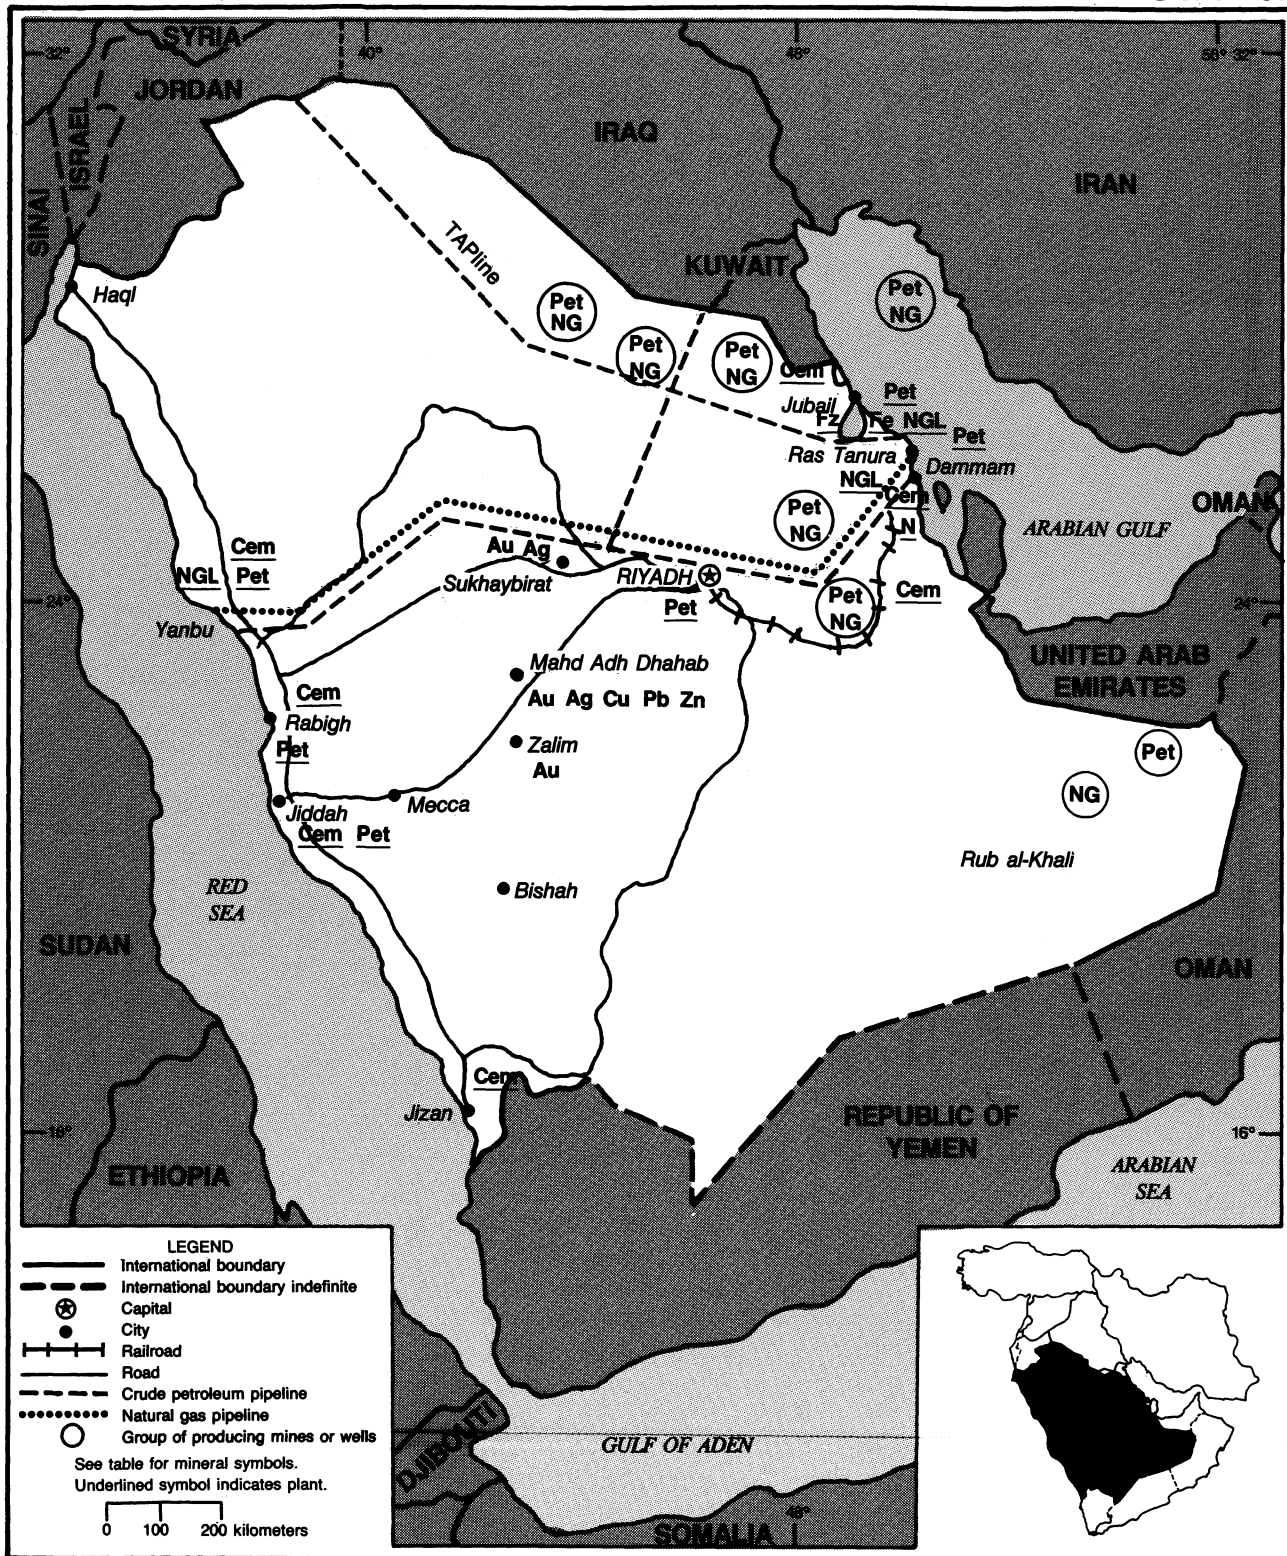 SYRIA
32°
40°
48°
56° 32°
JORDAN
ISRAEL
SINAI
IRAQ
IRAN
KUWAIT
TAPline
Haql
Pet
NG
Pet
NG
Pet
NG
Pet
NG
Cem
Jubail
Pet
Fz
Fe NGL
Pet
Ras Tanura
Dammam
NGL
Cem
N
Pet
NG
OMAN
ARABIAN GULF
Cem
NGL Pet
Au Ag
Sukhaybirat
RIYADH
Pet
Pet
NG
Cem
24°
24°
Yanbu
UNITED ARAB
EMIRATES
Mahd Adh Dhahab
Au Ag Cu Pb Zn
Cem
Rabigh
Pet
Zalim
Au
Pet
NG
Jiddah
Cem Pet
Mecca
Rub al-Khali
Bishah
RED
SEA
SUDAN
OMAN
Cem
Jizan
REPUBLIC OF
YEMEN
16°
16°
ETHIOPIA
ARABIAN
SEA
LEGEND
International boundary
International boundary indefinite
Capital
City
Railroad
Road
Crude petroleum pipeline
Natural gas pipeline
Group of producing mines or wells
See table for mineral symbols.
Underlined symbol indicates plant.
0 100 200 kilometers
DJIBOUTI
GULF OF ADEN
48°
SOMALIA